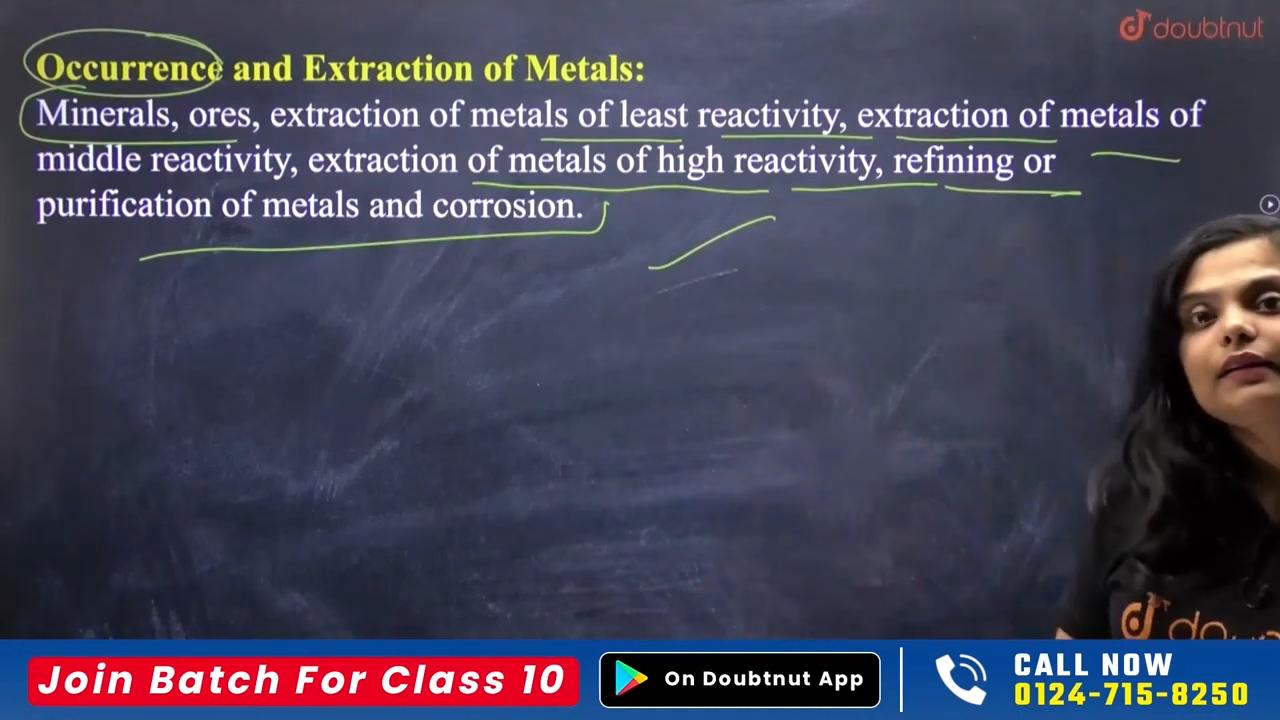 doubtnut
Occurrence and Extraction of Metals:
Minerals, ores, extraction of metals of least reactivity, extraction of metals of
middle reactivity, extraction of metals of high reactivity, refining or
purification of metals and corrosion.
Join Batch For Class 10
On Doubtnut App
CALL NOW
0124-715-8250